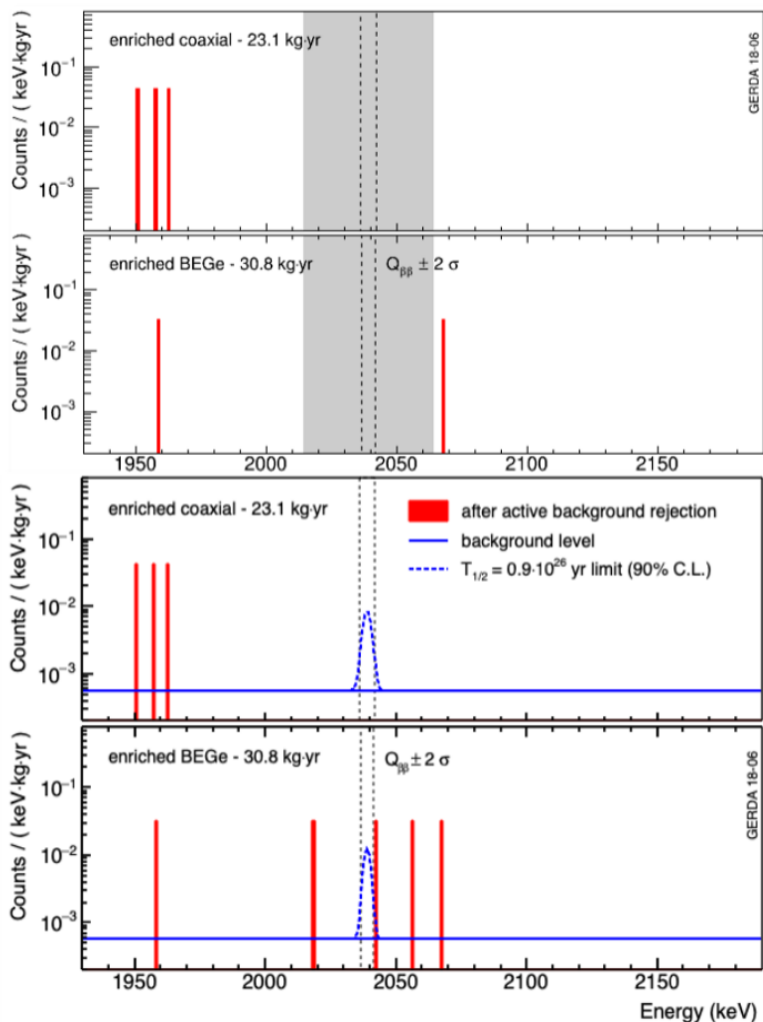 enriched coaxial - 23.1 kg·yr
GERDA 18-06
Counts / ( keV·kg·yr)
10⁻¹
10⁻²
10⁻³
enriched BEGe - 30.8 kg·yr
Qββ ± 2 σ
Counts / ( keV·kg·yr)
10⁻¹
10⁻²
10⁻³
1950 2000 2050 2100 2150
enriched coaxial - 23.1 kg·yr
after active background rejection
background level
T1/2 = 0.9·10²⁶ yr limit (90% C.L.)
Counts / ( keV·kg·yr)
10⁻¹
10⁻²
10⁻³
enriched BEGe - 30.8 kg·yr
Qββ ± 2 σ
GERDA 18-06
Counts / ( keV·kg·yr)
10⁻¹
10⁻²
10⁻³
1950 2000 2050 2100 2150
Energy (keV)